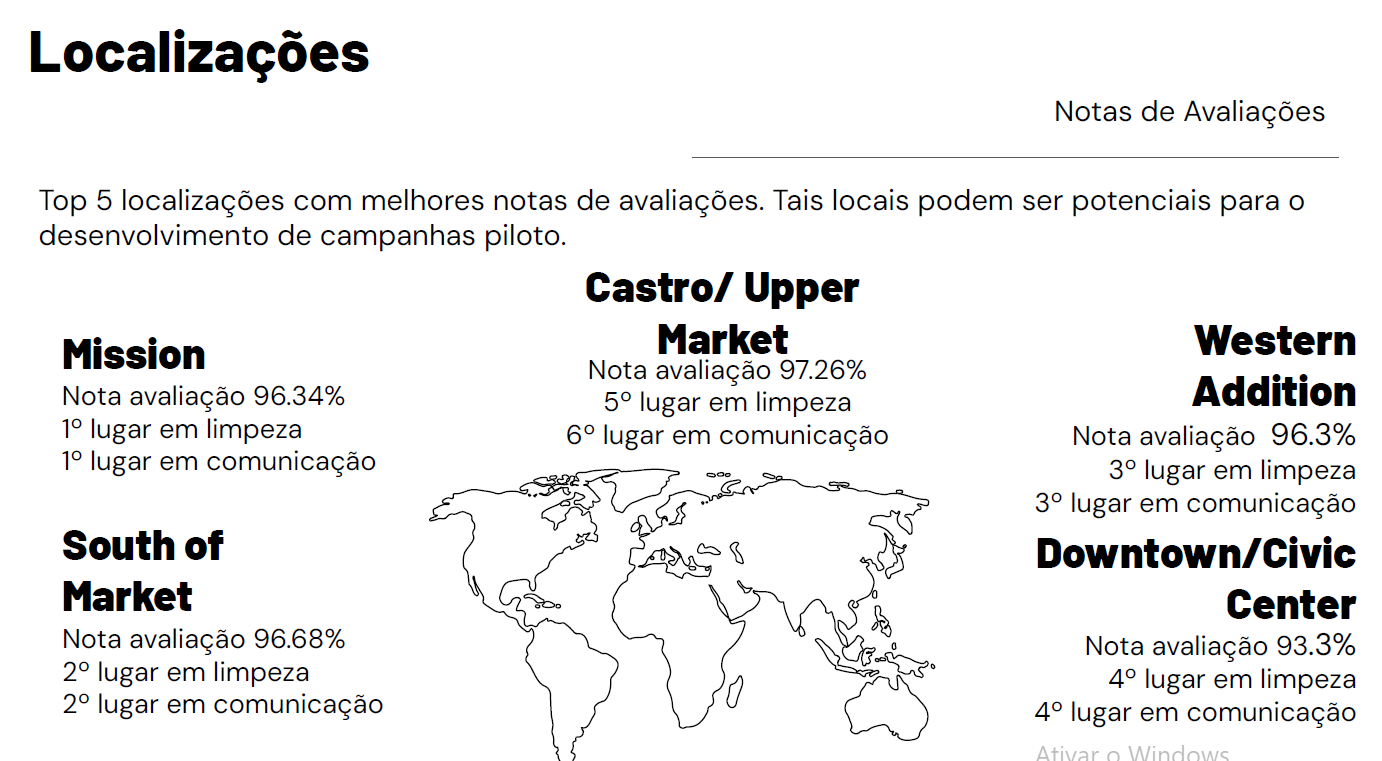 Localizações
Notas de Avaliações
Top 5 localizações com melhores notas de avaliações. Tais locais podem ser potenciais para o
desenvolvimento de campanhas piloto.
Castro/ Upper
Market
Nota avaliação 97.26%
5º lugar em limpeza
6º lugar em comunicação
Mission
Nota avaliação 96.34%
1º lugar em limpeza
1º lugar em comunicação
Western
Addition
Nota avaliação 96.3%
3º lugar em limpeza
3º lugar em comunicação
South of
Market
Nota avaliação 96.68%
2º lugar em limpeza
2º lugar em comunicação
Downtown/Civic
Center
Nota avaliação 93.3%
4º lugar em limpeza
4º lugar em comunicação
Ativar o Windows